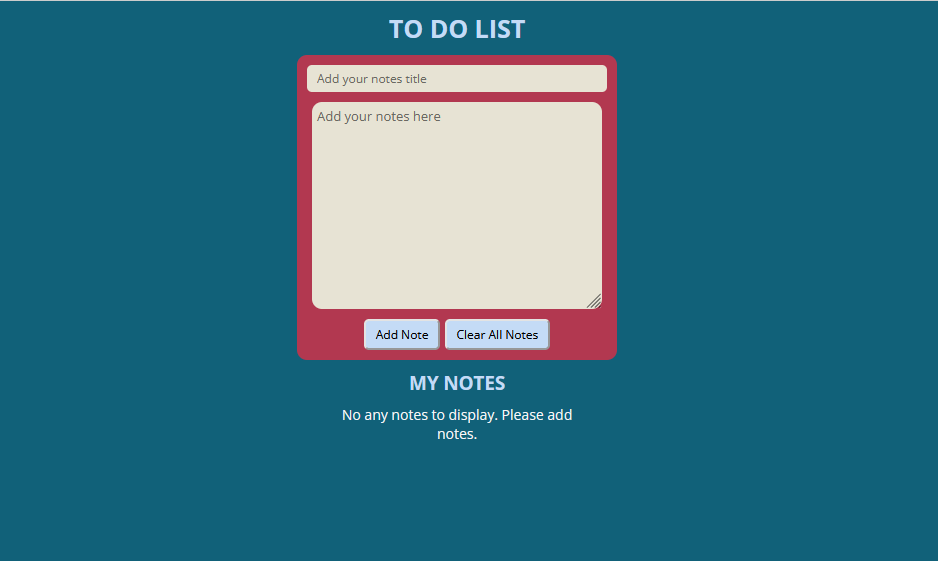 TO DO LIST
Add your notes title
Add your notes here
Add Note
Clear All Notes
MY NOTES
No any notes to display. Please add
notes.